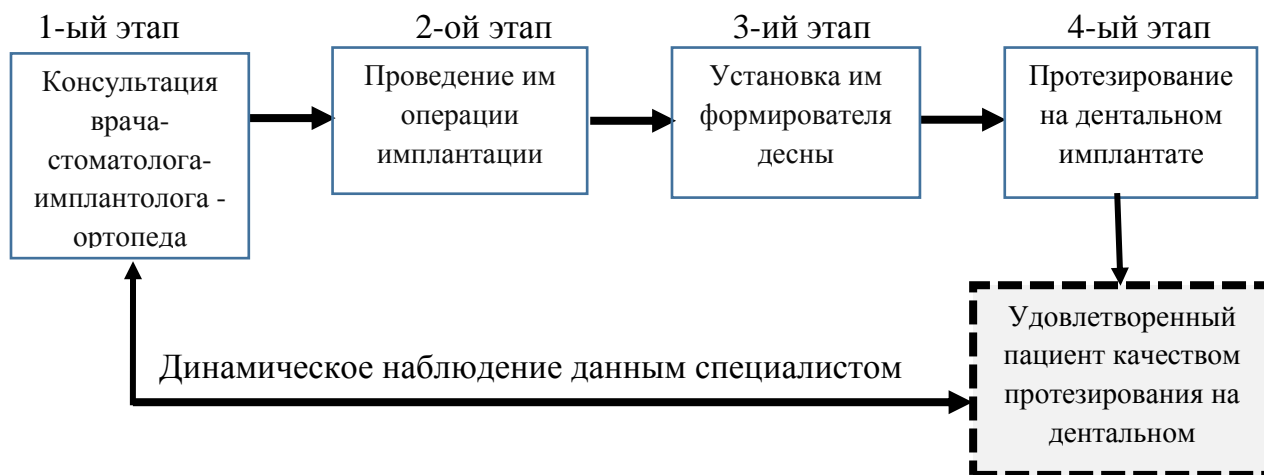 1-ый этап
Консультация
врача-
стоматолога-
имплантолога -
ортопеда
2-ой этап
Проведение им
операции
имплантации
3-ий этап
Установка им
формирователя
десны
4-ый этап
Протезирование
на дентальном
имплантате
Динамическое наблюдение данным специалистом
Удовлетворенный
пациент качеством
протезирования на
дентальном